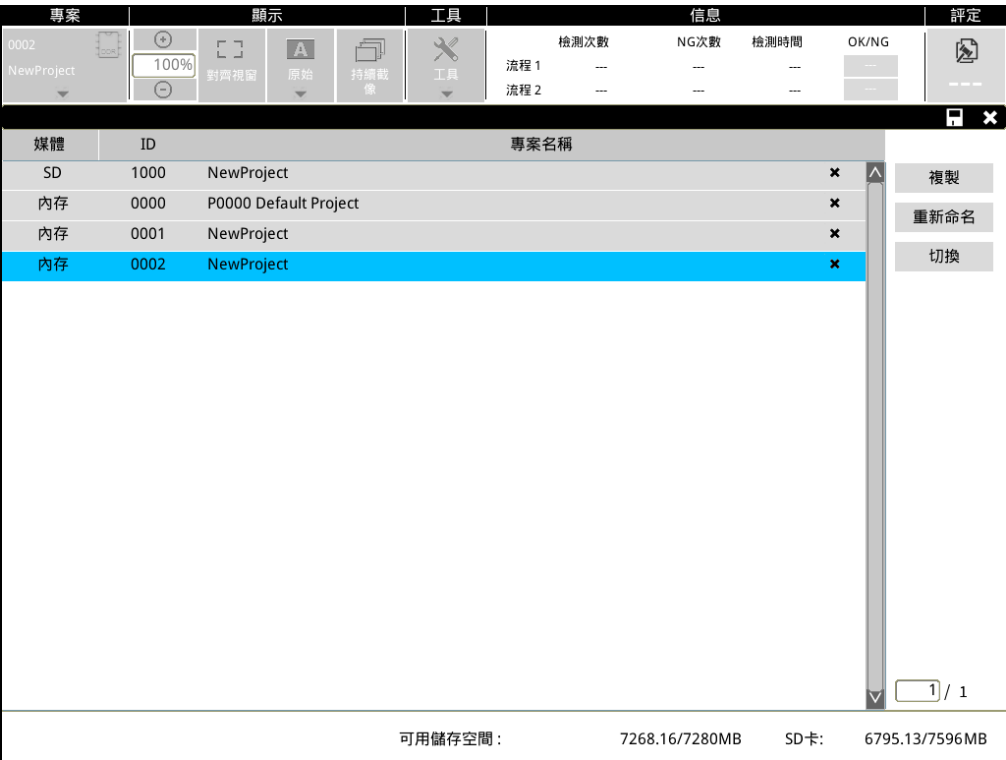 專案 顯示 工具 信息 評定
0002
NewProject
100%
對齊視窗
A
原始
持續截像
工具
檢測次數 NG次數 檢測時間 OK/NG
流程 1 --- --- --- ---
流程 2 --- --- --- ---
---
媒體 ID 專案名稱
SD 1000 NewProject
內存 0000 P0000 Default Project
內存 0001 NewProject
內存 0002 NewProject
複製
重新命名
切換
1 / 1
可用儲存空間 : 7268.16/7280MB SD卡: 6795.13/7596MB